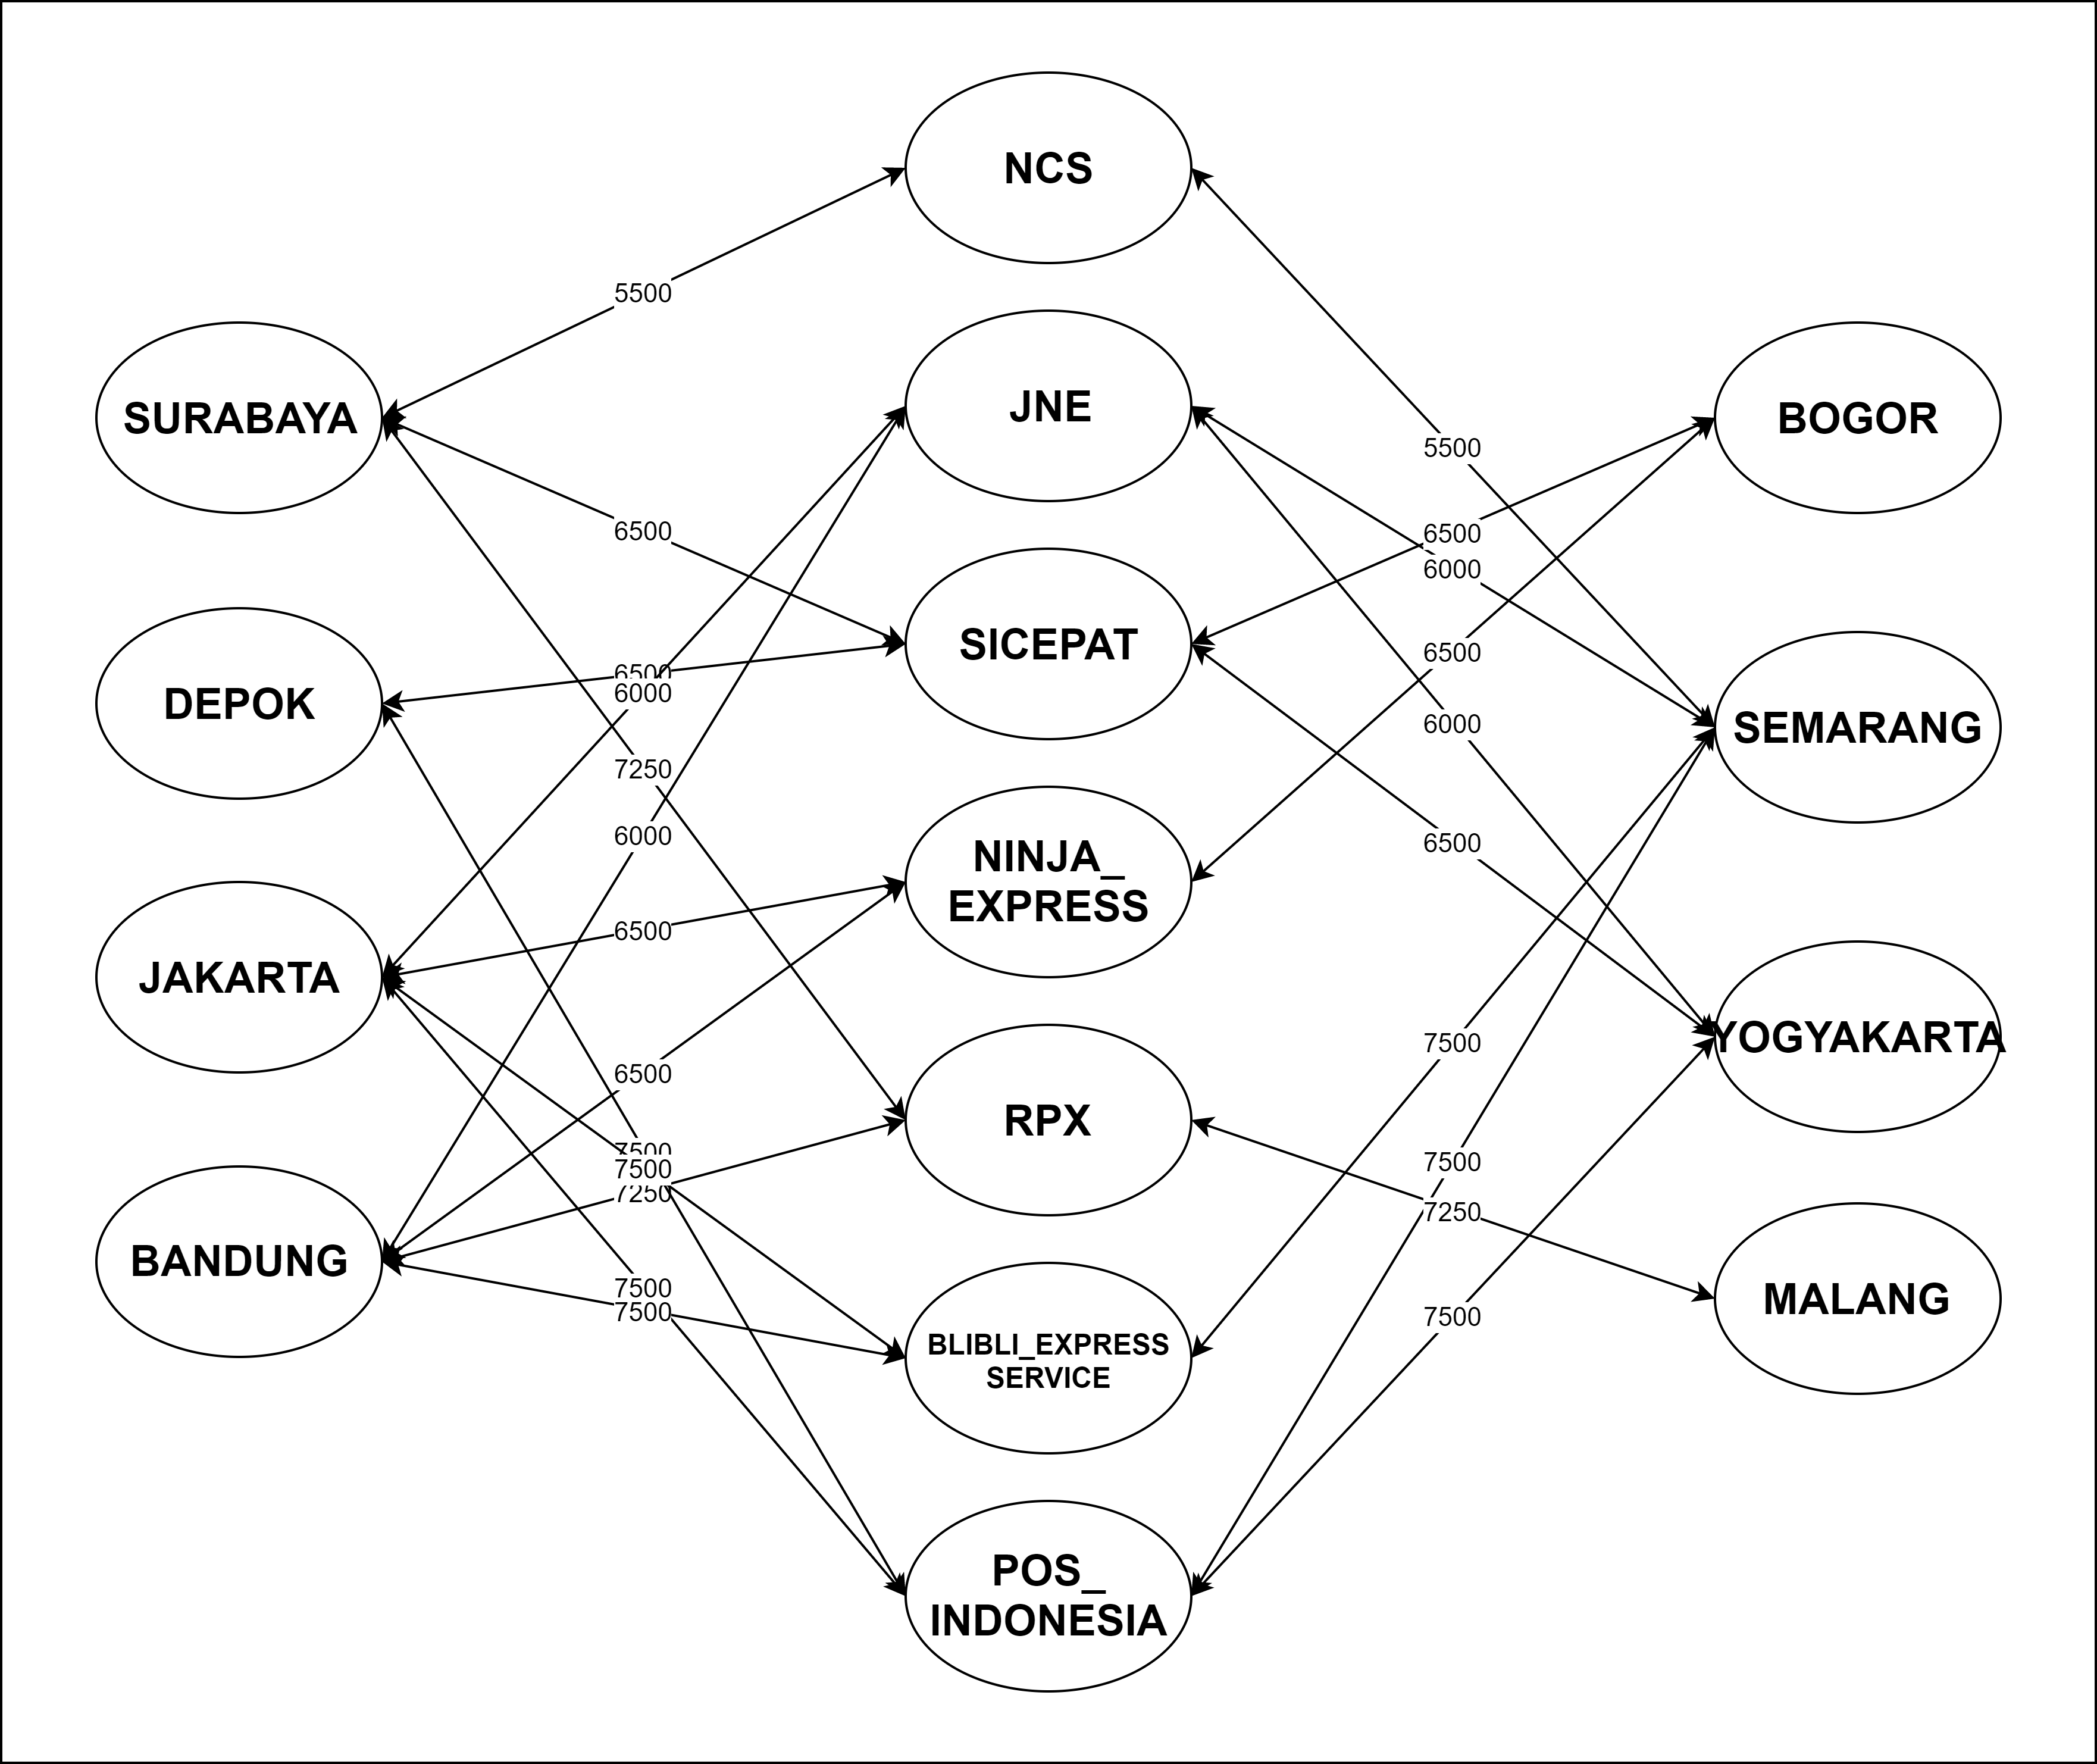 NCS
SURABAYA
JNE
BOGOR
5500
5500
6500
6500
6000
SICEPAT
6500
DEPOK
6500
6000
SEMARANG
6000
7250
6000
6500
NINJA_
EXPRESS
6500
JAKARTA
YOGYAKARTA
7500
6500
RPX
7500
7500
7250
7500
7250
BANDUNG
MALANG
7500
7500
7500
BLIBLI_EXPRESS
SERVICE
POS_
INDONESIA